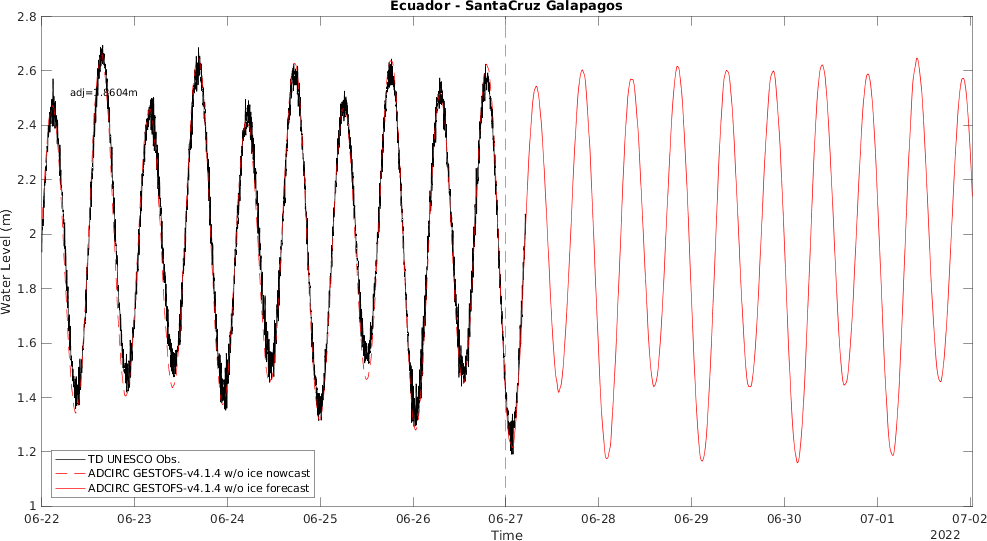 Ecuador - SantaCruz Galapagos
2.8
2.6
adj=1.8604m
2.4
2.2
2
Water Level (m)
1.8
1.6
1.4
1.2
TD UNESCO Obs.
ADCIRC GESTOFS-v4.1.4 w/o ice nowcast
ADCIRC GESTOFS-v4.1.4 w/o ice forecast
1
06-22 06-23 06-24 06-25 06-26 06-27 06-28 06-29 06-30 07-01 07-02
Time
2022